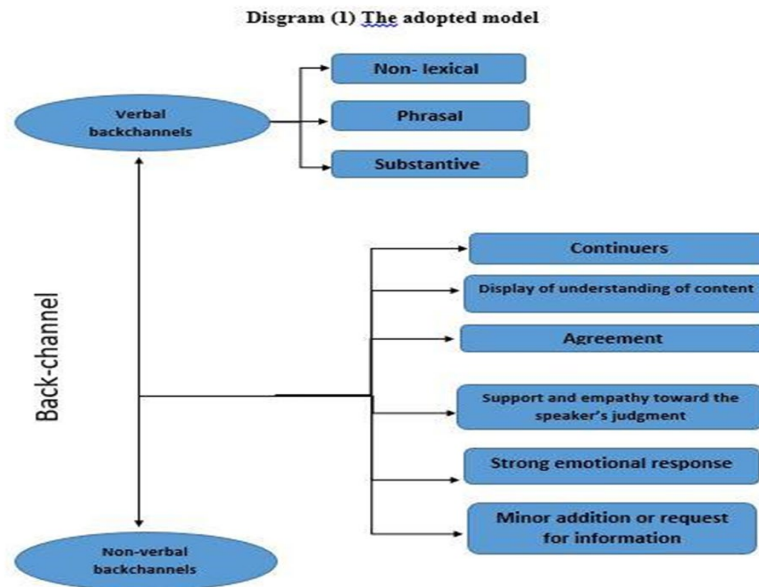 Disgram (1) The adopted model
Non- lexical
Verbal
backchannels
Phrasal
Substantive
Back-channel
Continuers
Display of understanding of content
Agreement
Support and empathy toward the
speaker's judgment
Strong emotional response
Minor addition or request
for information
Non-verbal
backchannels